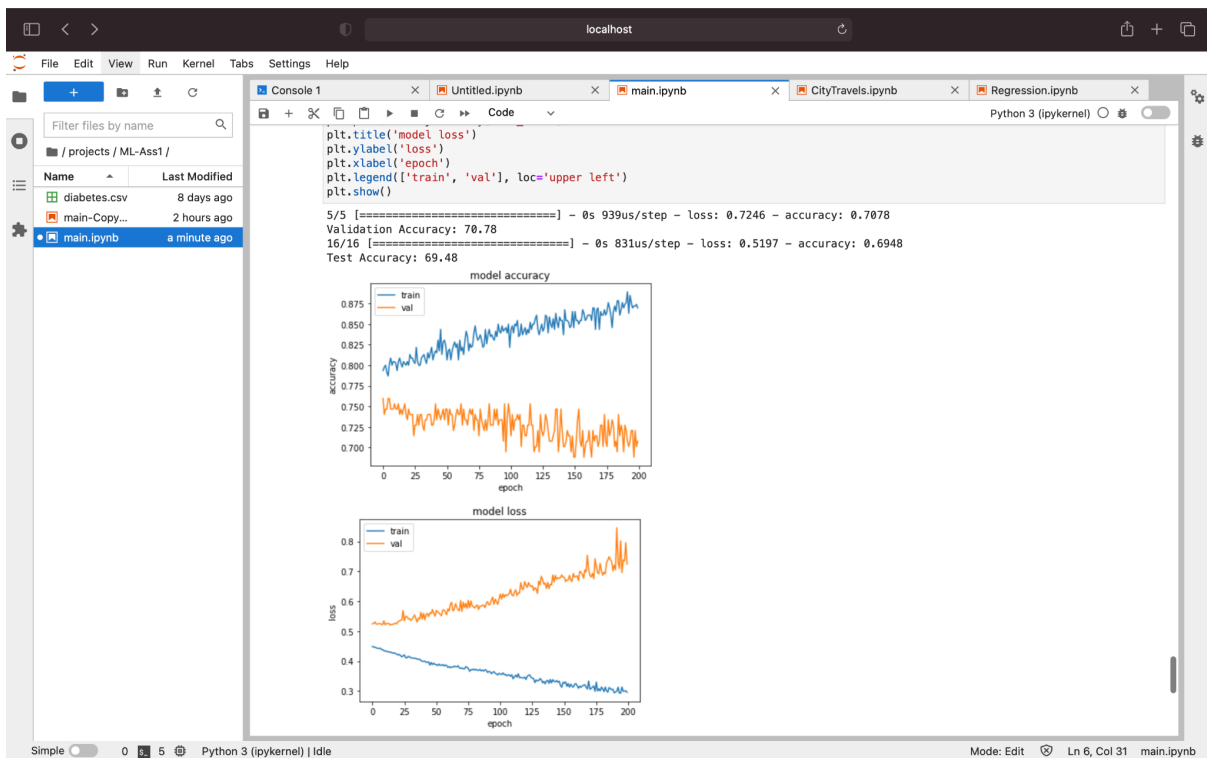 localhost
File Edit View Run Kernel Tabs Settings Help
Filter files by name
/ projects / ML-Ass1 /
Name Last Modified
diabetes.csv 8 days ago
main-Copy... 2 hours ago
main.ipynb a minute ago
Console 1 Untitled.ipynb main.ipynb CityTravels.ipynb Regression.ipynb
Code Python 3 (ipykernel)
plt.title('model loss')
plt.ylabel('loss')
plt.xlabel('epoch')
plt.legend(['train', 'val'], loc='upper left')
plt.show()
5/5 [==============================] - 0s 939us/step - loss: 0.7246 - accuracy: 0.7078
Validation Accuracy: 70.78
16/16 [==============================] - 0s 831us/step - loss: 0.5197 - accuracy: 0.6948
Test Accuracy: 69.48
model accuracy
train
val
accuracy
0.875
0.850
0.825
0.800
0.775
0.750
0.725
0.700
0 25 50 75 100 125 150 175 200
epoch
model loss
train
val
loss
0.8
0.7
0.6
0.5
0.4
0.3
0 25 50 75 100 125 150 175 200
epoch
Simple 0 5 Python 3 (ipykernel) | Idle Mode: Edit Ln 6, Col 31 main.ipynb